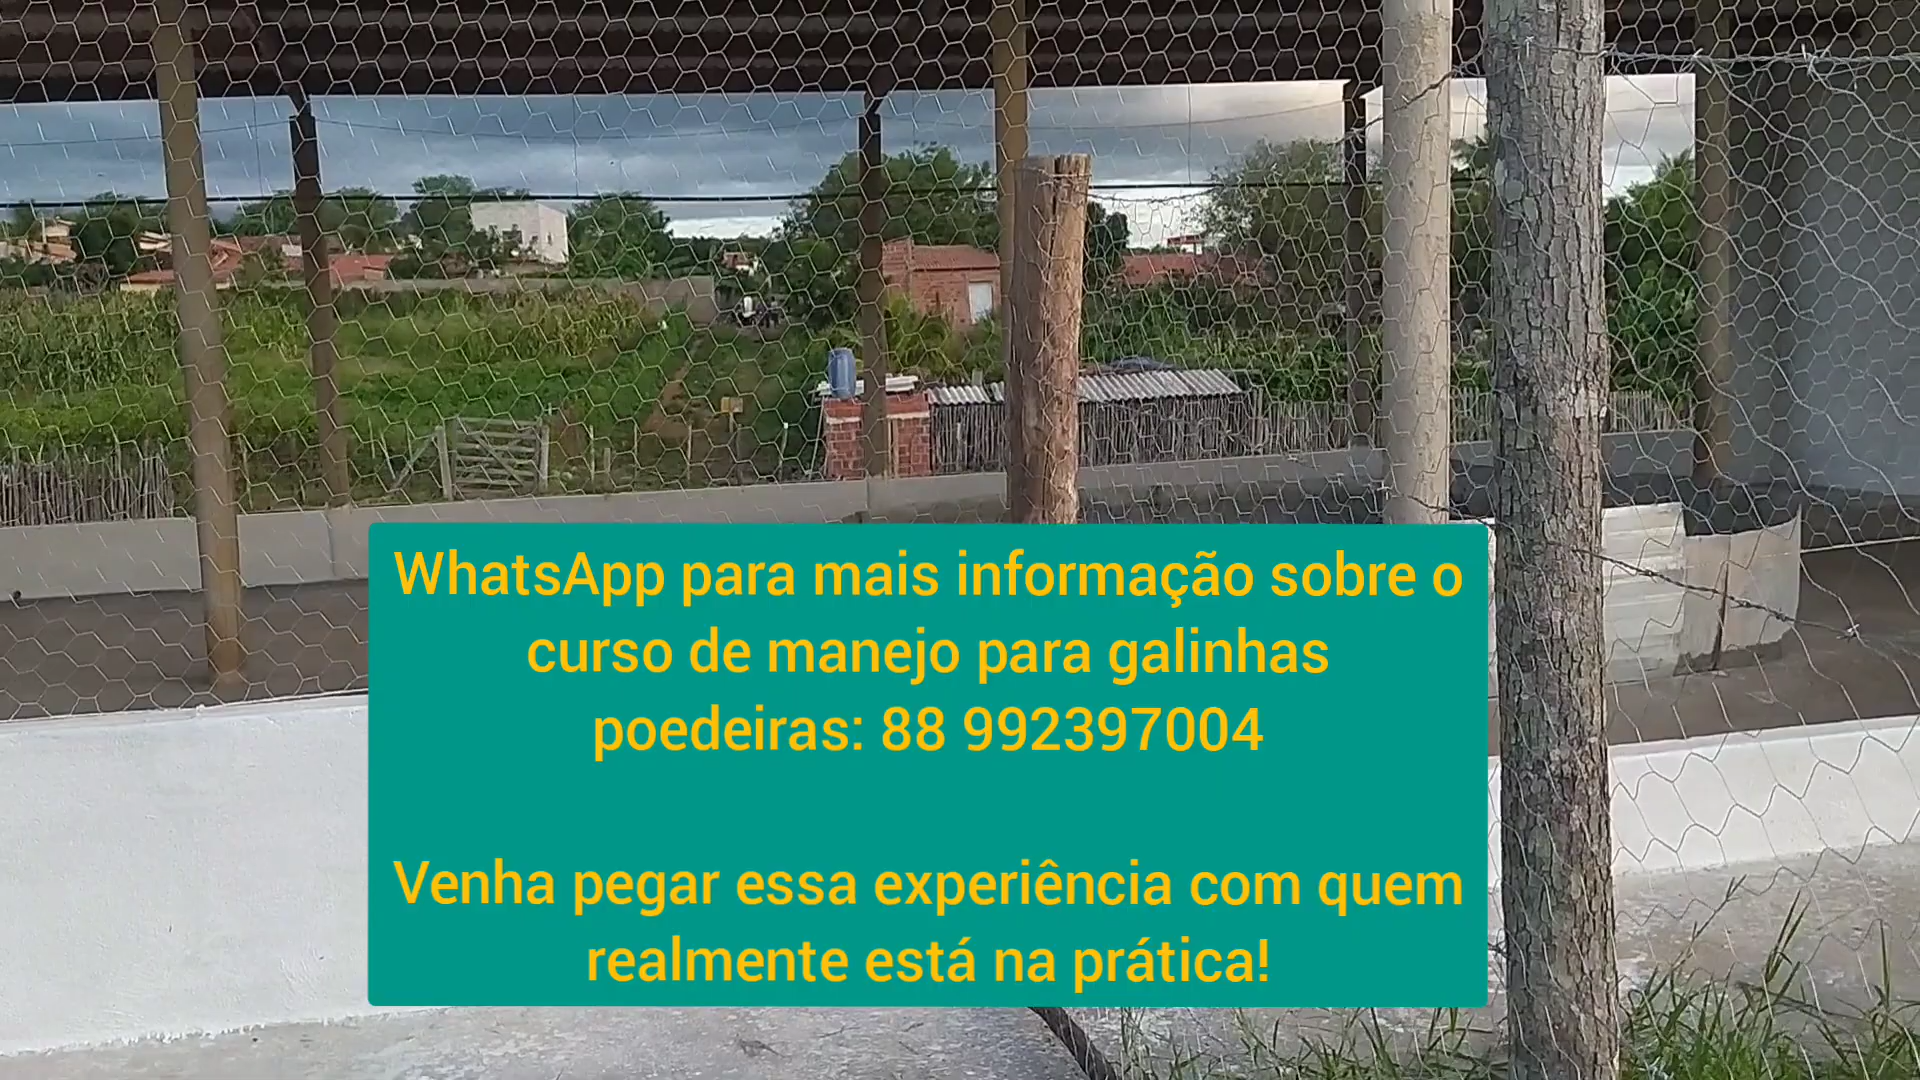 WhatsApp para mais informação sobre o
curso de manejo para galinhas
poedeiras: 88 992397004
Venha pegar essa experiência com quem
realmente está na prática!